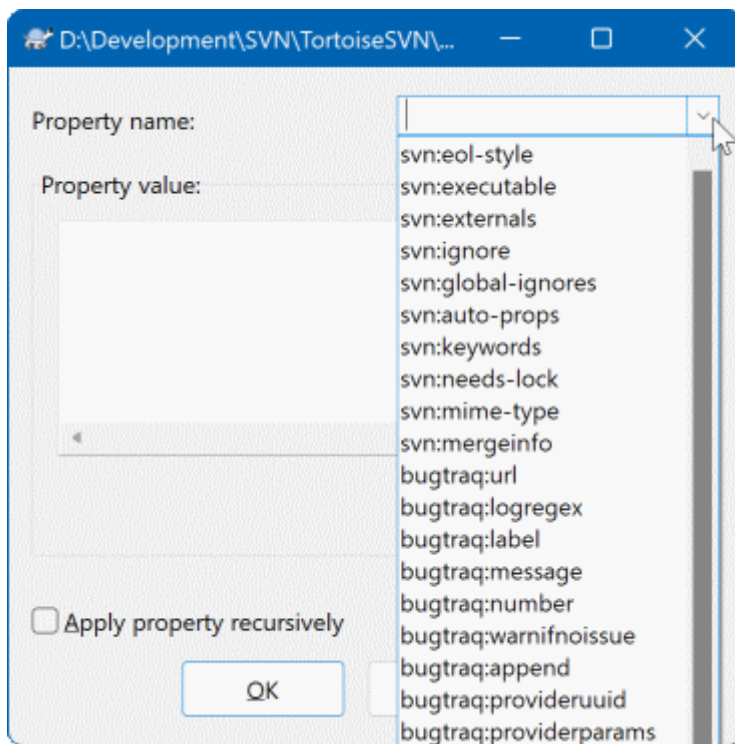 D:\Development\SVN\TortoiseSVN\...
Property name:
svn:eol-style
svn:executable
svn:externals
svn:ignore
svn:global-ignores
svn:auto-props
svn:keywords
svn:needs-lock
svn:mime-type
svn:mergeinfo
bugtraq:url
bugtraq:logregex
bugtraq:label
bugtraq:message
bugtraq:number
bugtraq:warnifnoissue
bugtraq:append
bugtraq:provideruuid
bugtraq:providerparams
Property value:
Apply property recursively
OK